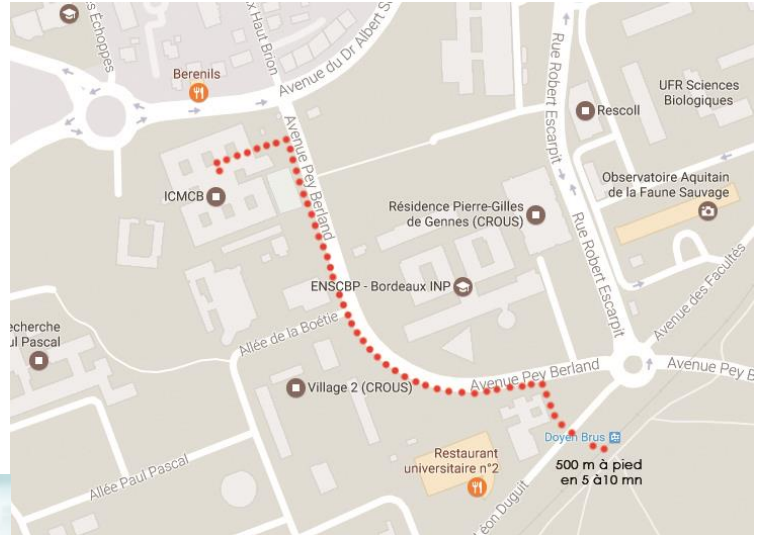 Échoppes
Haut Brion
Berenils
Avenue du Dr Albert S
Rue Robert Escarpit
UFR Sciences
Biologiques
Rescoll
Avenue Pey Berland
ICMCB
Observatoire Aquitain
de la Faune Sauvage
Résidence Pierre-Gilles
de Gennes (CROUS)
Rue Robert Escarpit
Avenue des Facultés
ENSCBP - Bordeaux INP
echerche
ul Pascal
Allée de la Boétie
Village 2 (CROUS)
Avenue Pey Berland
Avenue Pey B
Doyen Brus
500 m à pied
en 5 à10 mn
Restaurant
universitaire n°2
Allée Paul Pascal
Léon Duguit